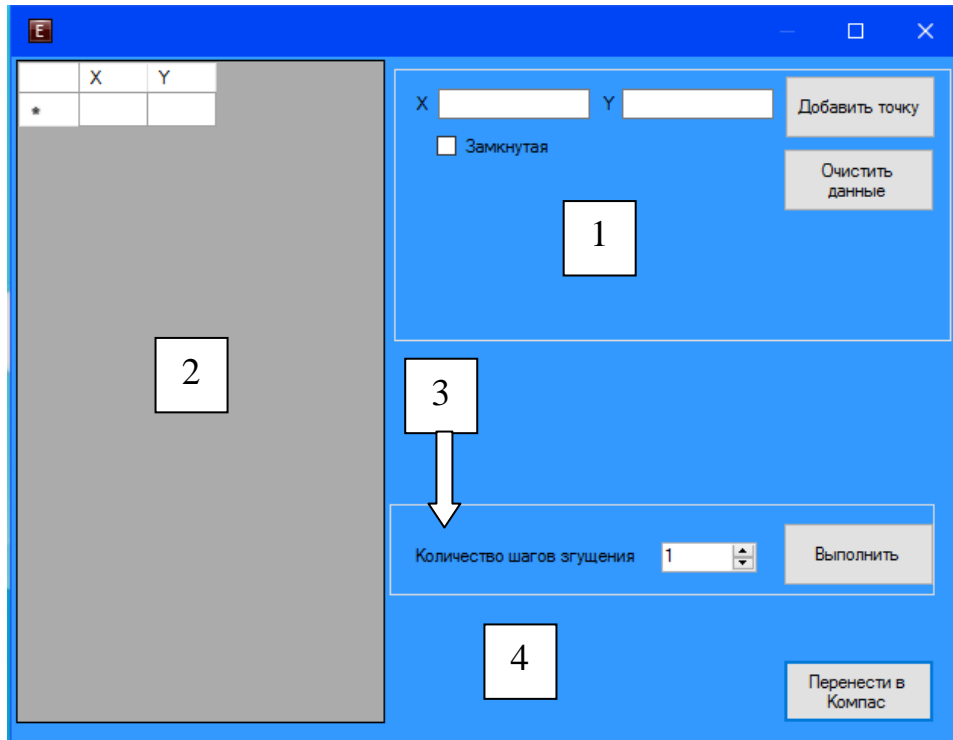 E
X Y
*
X Y Добавить точку
Замкнутая
Очистить
данные
1
2
3
Количество шагов згущения 1 Выполнить
4
Перенести в
Компас